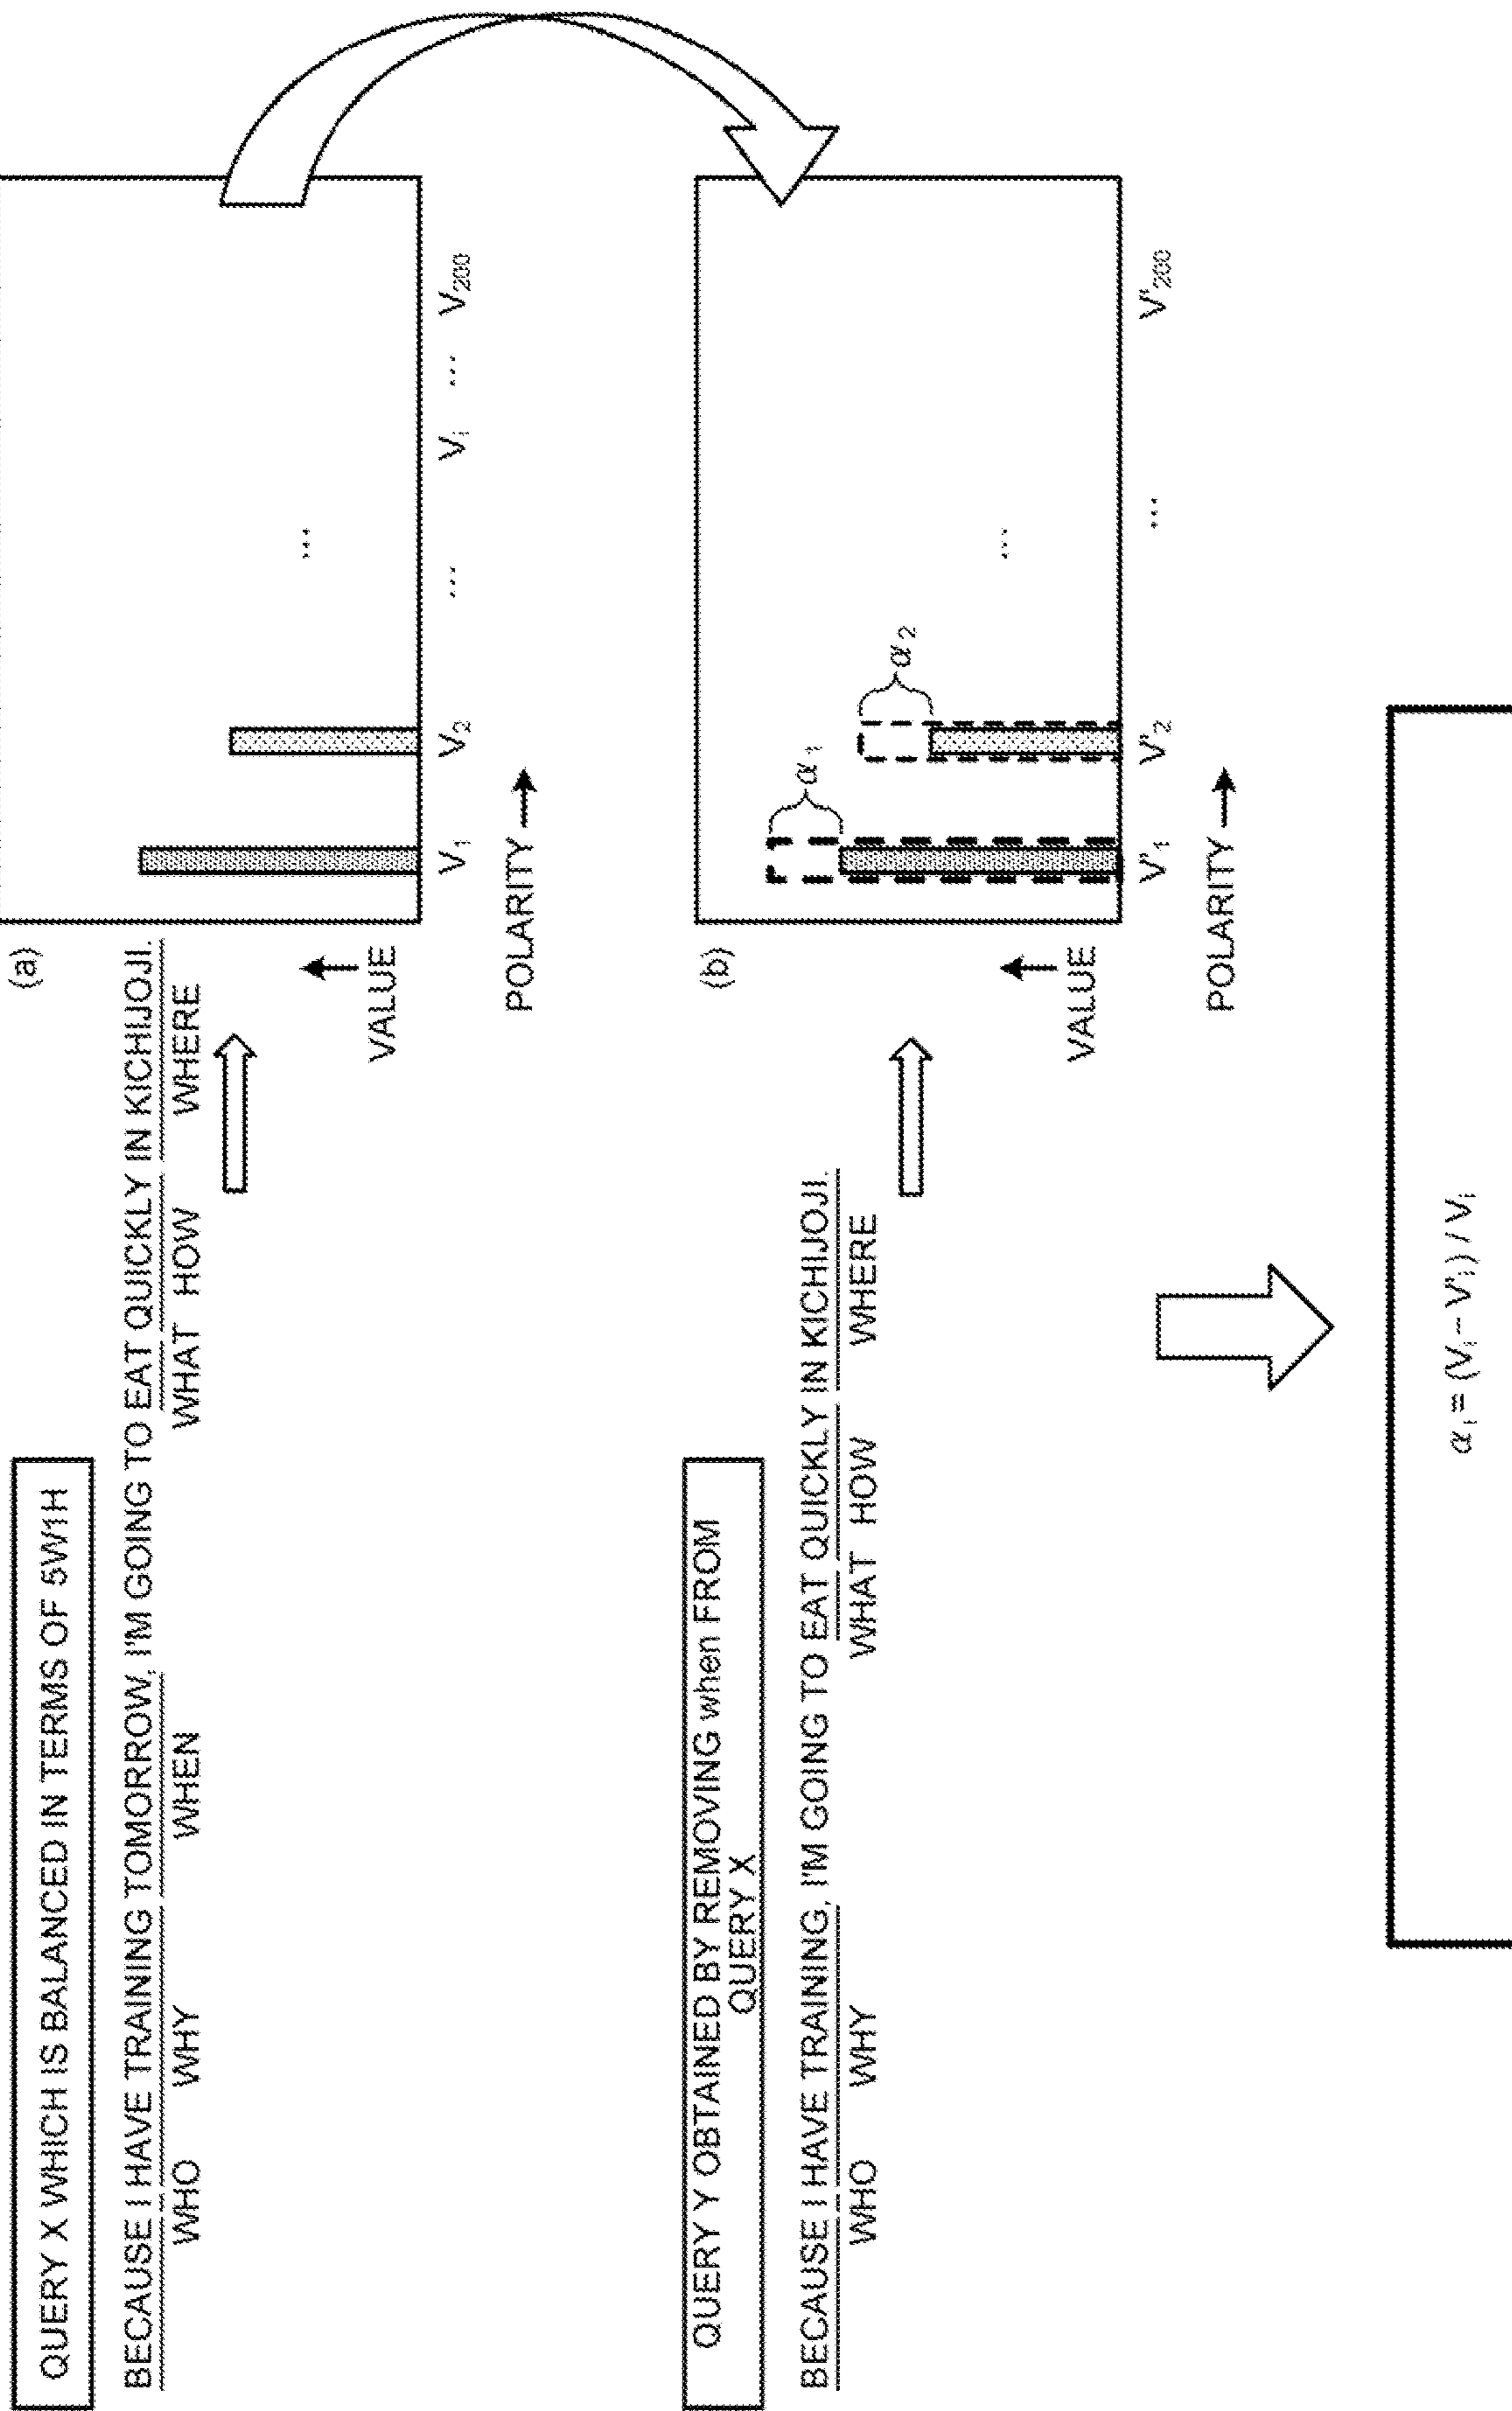 QUERY X WHICH IS BALANCED IN TERMS OF 5W1H
BECAUSE I HAVE TRAINING TOMORROW, I'M GOING TO EAT QUICKLY IN KICHIJOJI.
WHO WHY WHEN WHAT HOW WHERE
(a)
...
VALUE
V1 V2 ... Vi ... V200
POLARITY
QUERY Y OBTAINED BY REMOVING when FROM
QUERY X
BECAUSE I HAVE TRAINING, I'M GOING TO EAT QUICKLY IN KICHIJOJI.
WHO WHY WHAT HOW WHERE
(b)
α1
α2
...
VALUE
V'1 V'2 ... V'200
POLARITY
αi = (Vi – V'i) / Vi